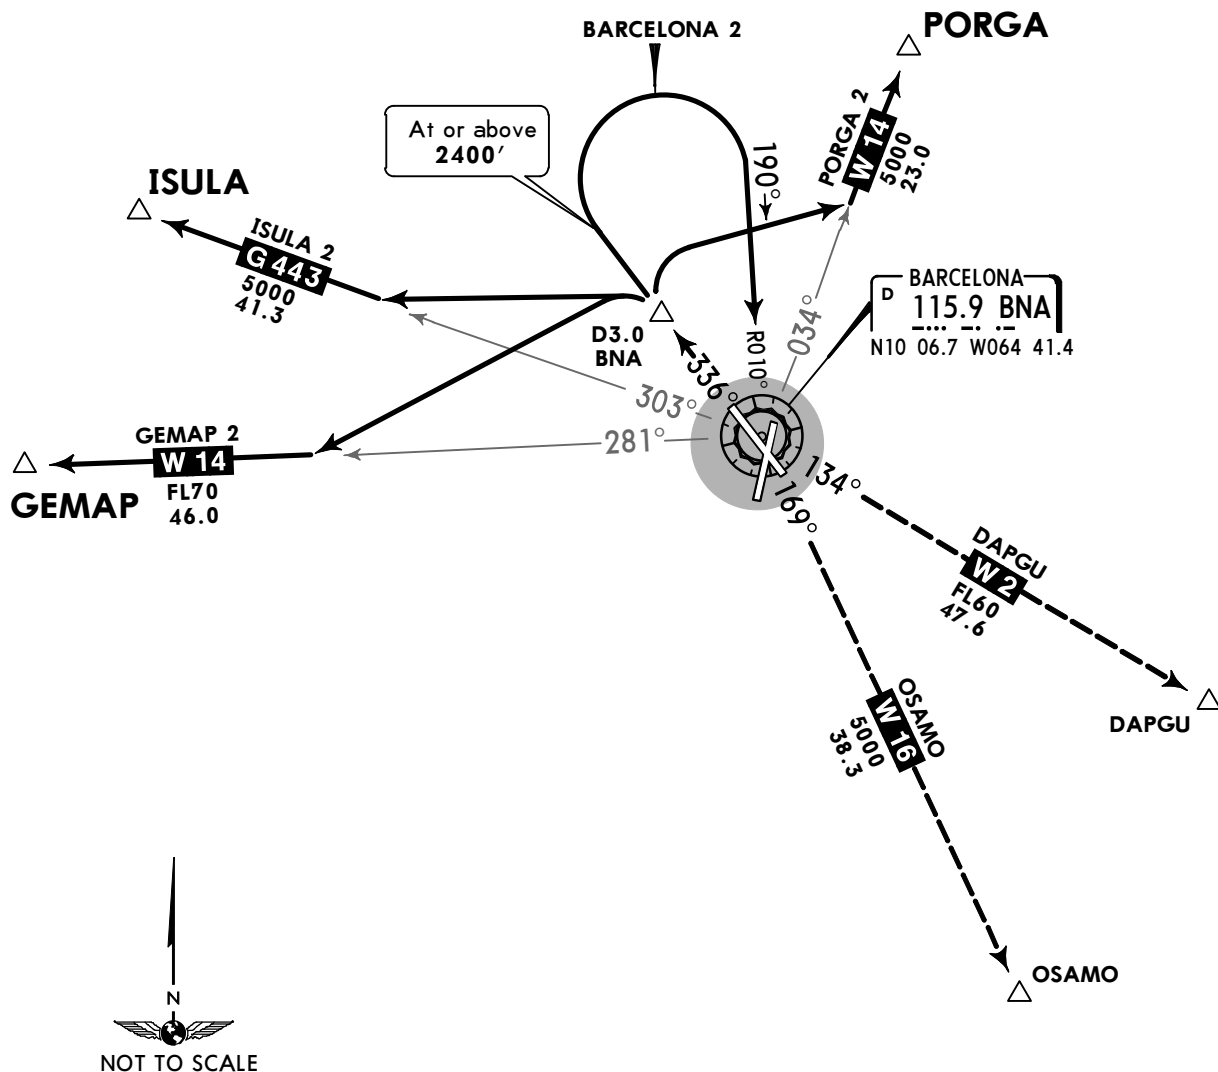 BARCELONA 2
PORGA
At or above
2400′
PORGA 2
W 14
5000
23.0
190°
ISULA
ISULA 2
G 443
5000
41.3
D3.0
BNA
336°
R010°
034°
BARCELONA
D 115.9 BNA
N10 06.7 W064 41.4
303°
281°
GEMAP 2
W 14
FL70
46.0
GEMAP
134°
169°
DAPGU
W 2
FL60
47.6
DAPGU
OSAMO
W 16
5000
38.3
OSAMO
N
NOT TO SCALE